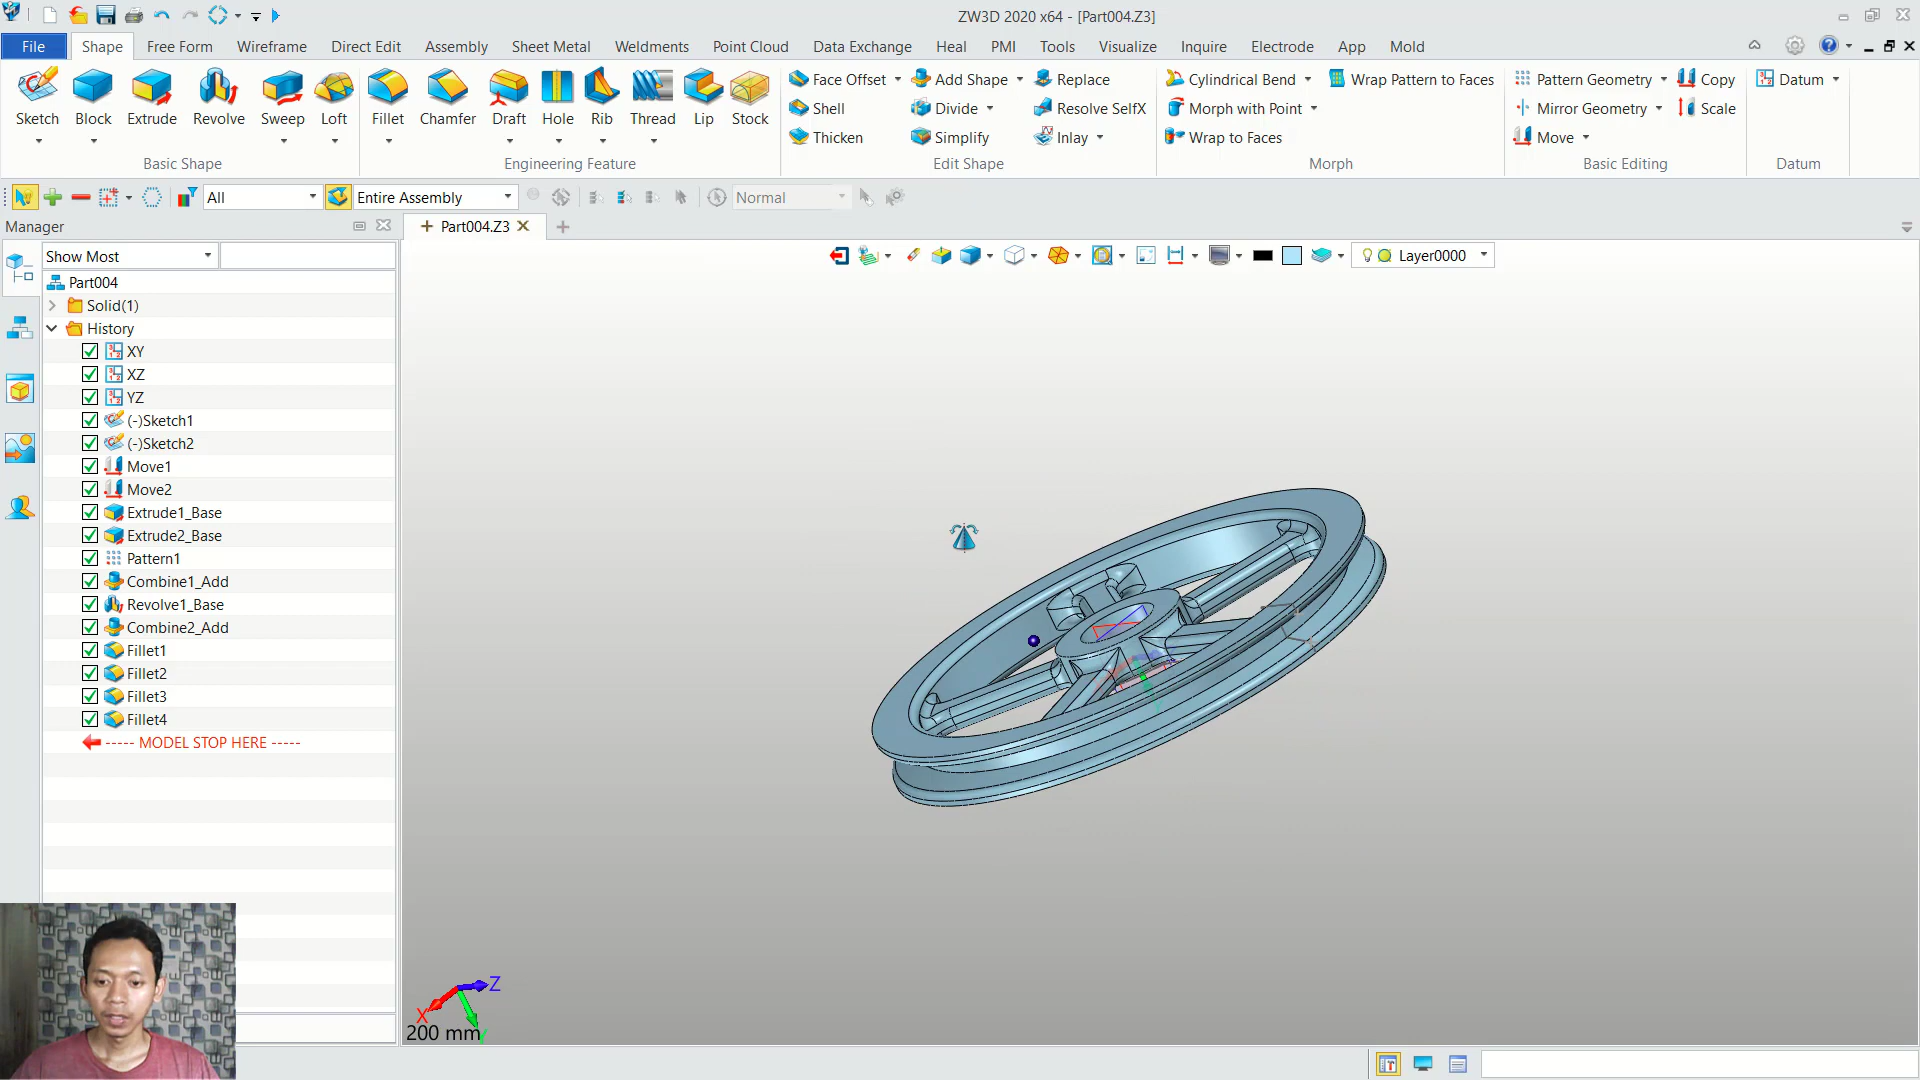 ZW3D 2020 x64 - [Part004.Z3]
File Shape Free Form Wireframe Direct Edit Assembly Sheet Metal Weldments Point Cloud Data Exchange Heal PMI Tools Visualize Inquire Electrode App Mold
Sketch Block Extrude Revolve Sweep Loft Fillet Chamfer Draft Hole Rib Thread Lip Stock
Face Offset Add Shape Replace Cylindrical Bend Wrap Pattern to Faces Pattern Geometry Copy Datum
Shell Divide Resolve SelfX Morph with Point Mirror Geometry Scale
Thicken Simplify Inlay Wrap to Faces Move
Basic Shape Engineering Feature Edit Shape Morph Basic Editing Datum
All Entire Assembly Normal
Manager Part004.Z3
Show Most Layer0000
Part004
Solid(1)
History
XY
XZ
YZ
(-)Sketch1
(-)Sketch2
Move1
Move2
Extrude1_Base
Extrude2_Base
Pattern1
Combine1_Add
Revolve1_Base
Combine2_Add
Fillet1
Fillet2
Fillet3
Fillet4
----- MODEL STOP HERE -----
Z
X
Y
200 mm